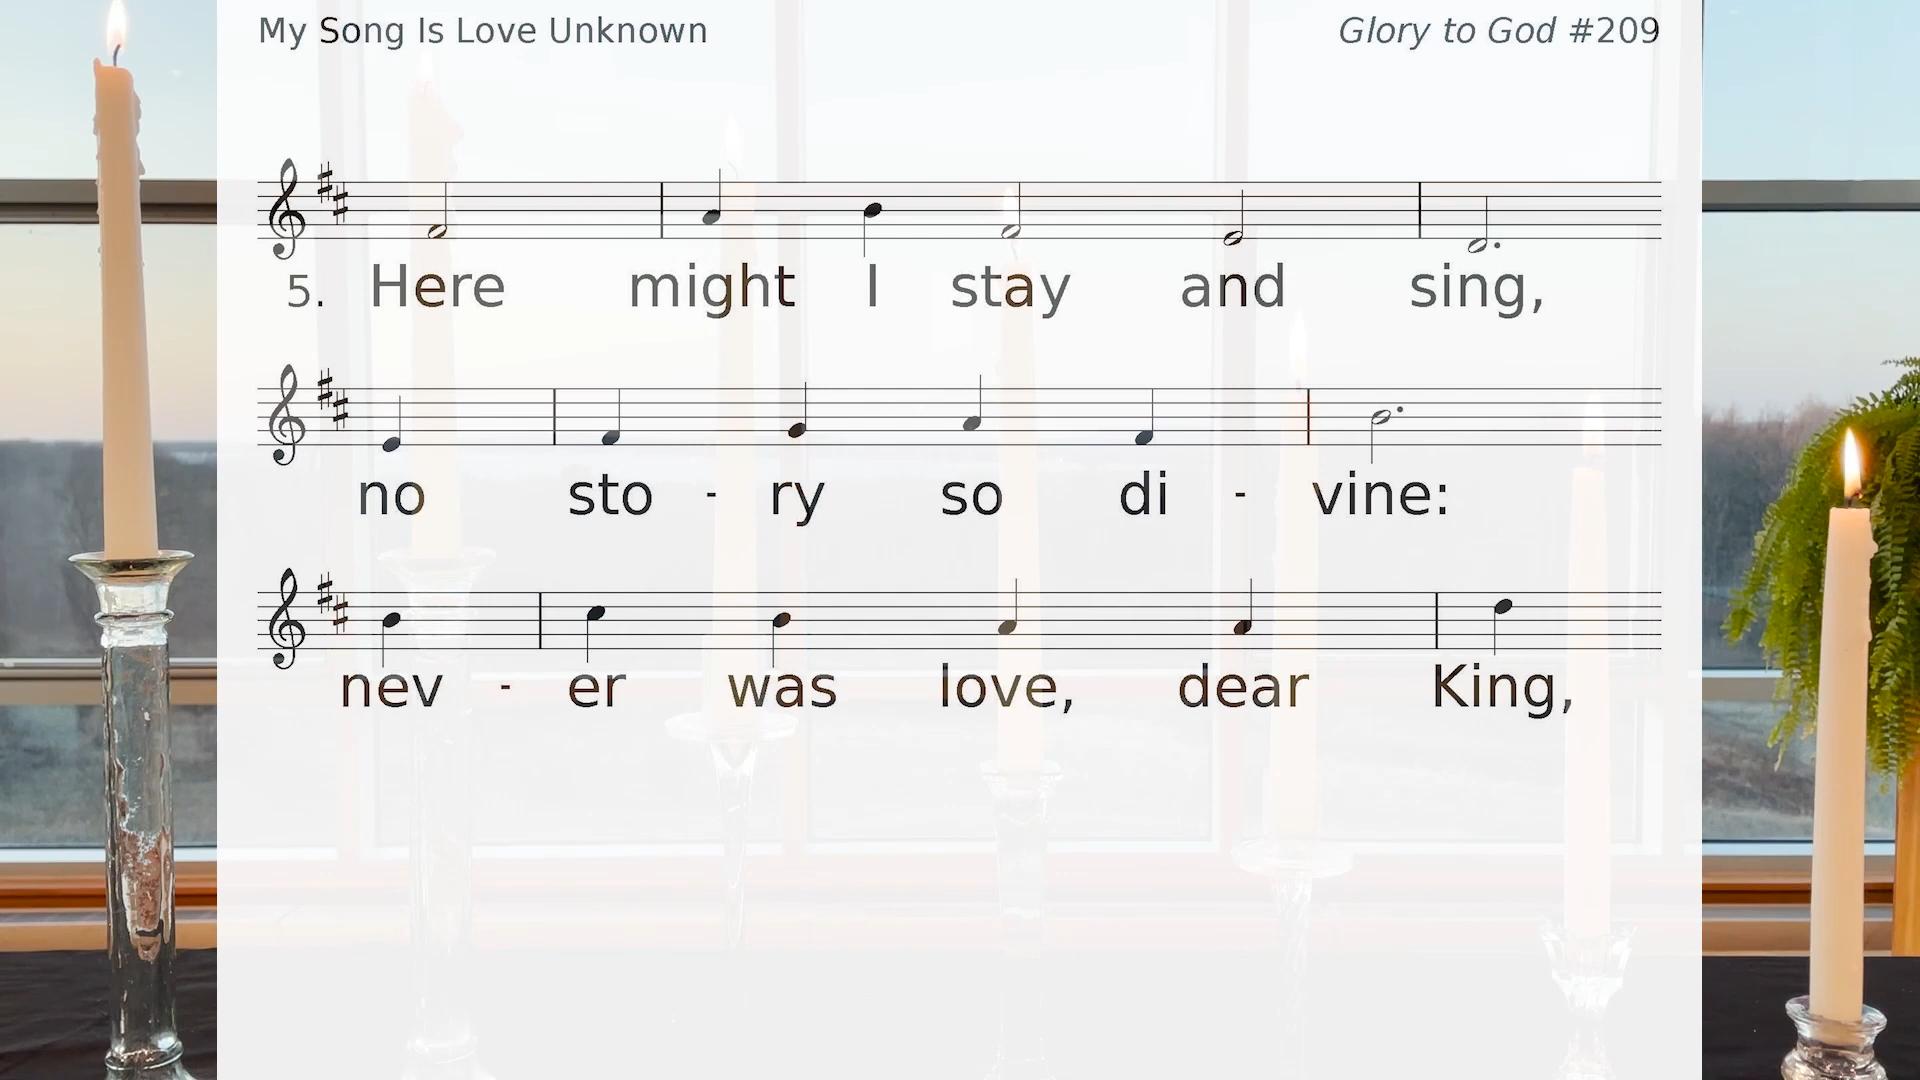 My Song Is Love Unknown Glory to God #209
5. Here might I stay and sing,
no sto - ry so di - vine:
nev - er was love, dear King,